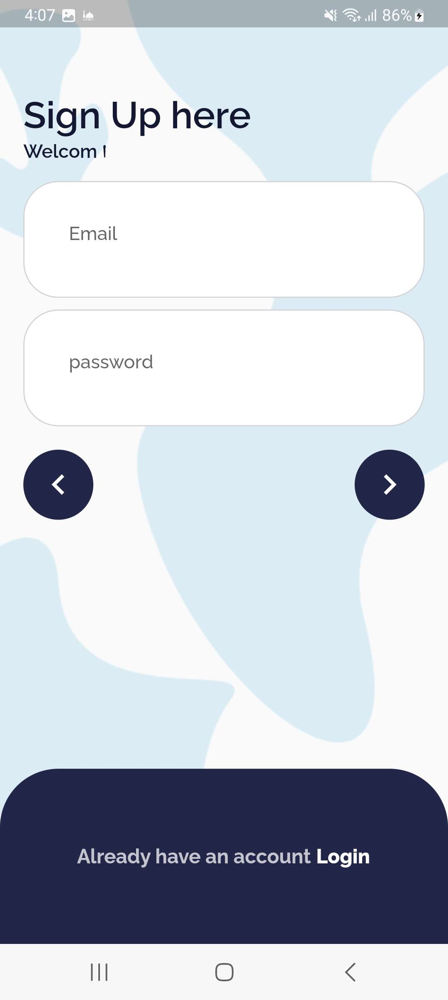 4:07
86%
Sign Up here
Welcom
Email
password
Already have an account Login